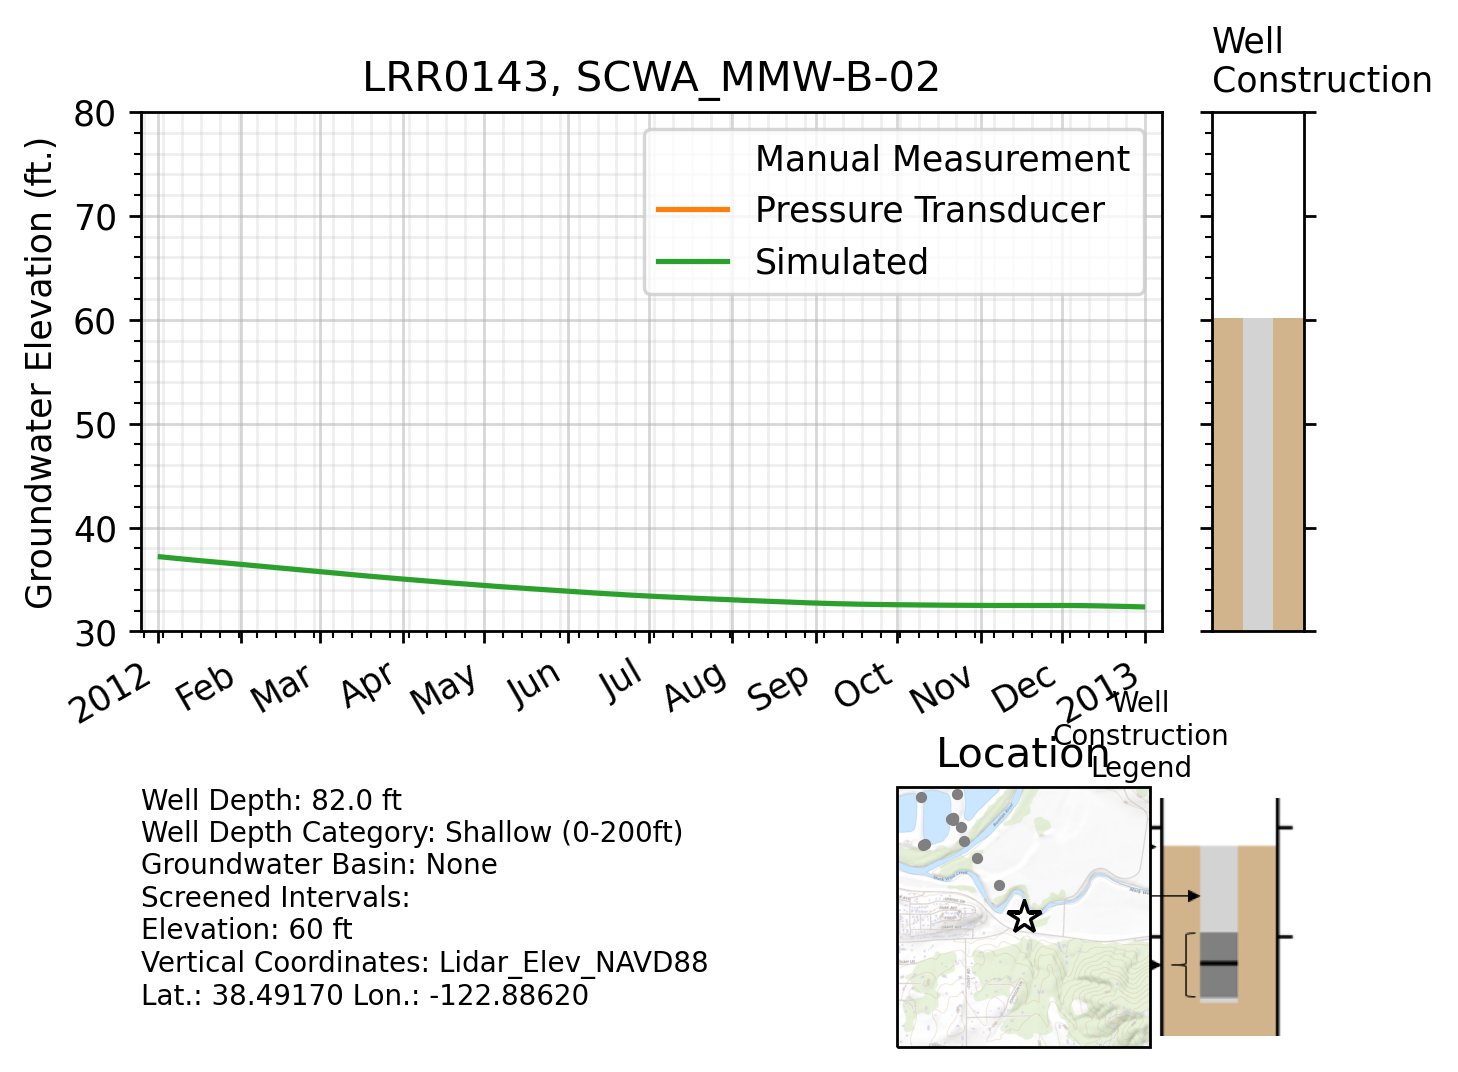 Well
Construction
LRR0143, SCWA_MMW-B-02
Groundwater Elevation (ft.)
80
70
60
50
40
30
Manual Measurement
Pressure Transducer
Simulated
2012
Feb
Mar
Apr
May
Jun
Jul
Aug
Sep
Oct
Nov
Dec
2013
Well
Construction
Legend
Location
Well Depth: 82.0 ft
Well Depth Category: Shallow (0-200ft)
Groundwater Basin: None
Screened Intervals:
Elevation: 60 ft
Vertical Coordinates: Lidar_Elev_NAVD88
Lat.: 38.49170 Lon.: -122.88620